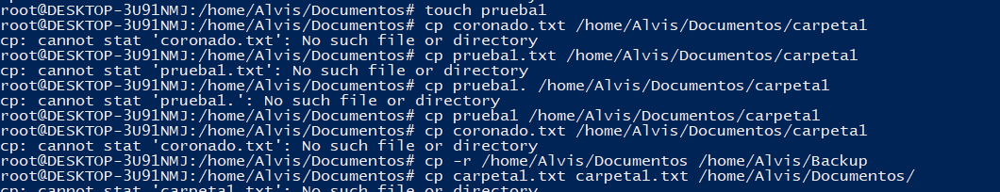 root@DESKTOP-3U91NMJ:/home/Alvis/Documentos# touch prueba1
root@DESKTOP-3U91NMJ:/home/Alvis/Documentos# cp coronado.txt /home/Alvis/Documentos/carpeta1
cp: cannot stat 'coronado.txt': No such file or directory
root@DESKTOP-3U91NMJ:/home/Alvis/Documentos# cp prueba1.txt /home/Alvis/Documentos/carpeta1
cp: cannot stat 'prueba1.txt': No such file or directory
root@DESKTOP-3U91NMJ:/home/Alvis/Documentos# cp prueba1. /home/Alvis/Documentos/carpeta1
cp: cannot stat 'prueba1.': No such file or directory
root@DESKTOP-3U91NMJ:/home/Alvis/Documentos# cp prueba1 /home/Alvis/Documentos/carpeta1
root@DESKTOP-3U91NMJ:/home/Alvis/Documentos# cp coronado.txt /home/Alvis/Documentos/carpeta1
cp: cannot stat 'coronado.txt': No such file or directory
root@DESKTOP-3U91NMJ:/home/Alvis/Documentos# cp -r /home/Alvis/Documentos /home/Alvis/Backup
root@DESKTOP-3U91NMJ:/home/Alvis/Documentos# cp carpeta1.txt carpeta1.txt /home/Alvis/Documentos/
cp: cannot stat 'carpeta1.txt': No such file or directory